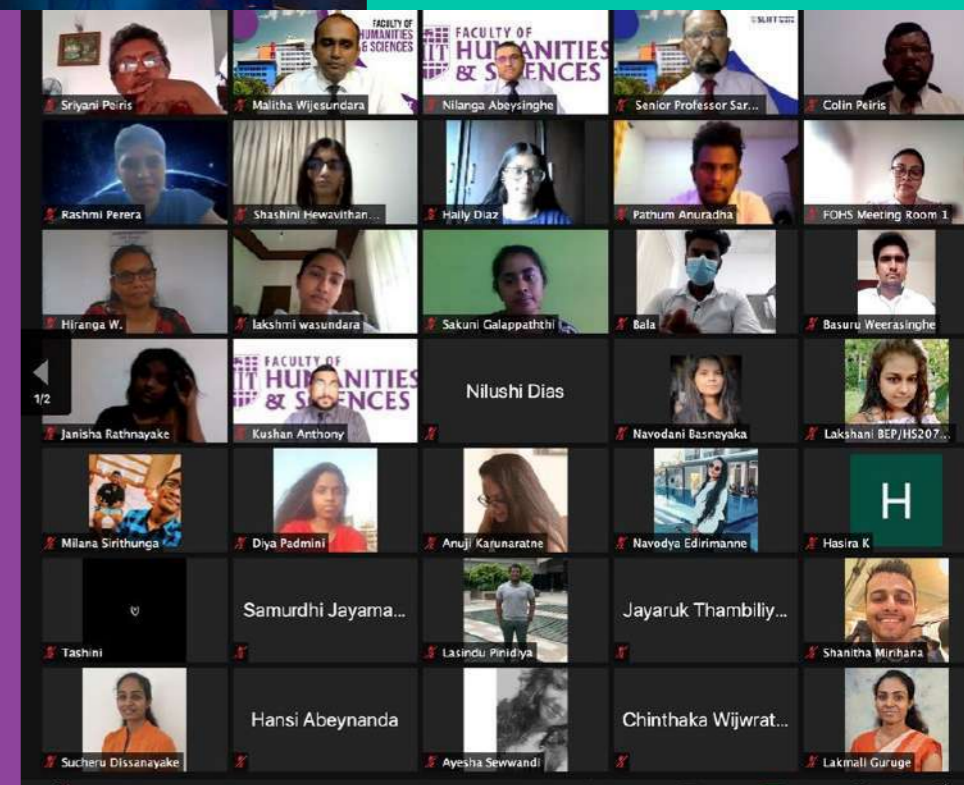 FACULTY OF
HUMANITIES
& SCIENCES
FACULTY OF
HUMANITIES
& SCIENCES
SLIIT
Sriyani Peiris
Malitha Wijesundara
Nilanga Abeysinghe
Senior Professor Sar...
Colin Peiris
Rashmi Perera
Shashini Hewavithan...
Haily Diaz
Pathum Anuradha
FOHS Meeting Room 1
Hiranga W.
lakshmi wasundara
Sakuni Galappaththi
Bala
Basuru Weerasinghe
1/2
FACULTY OF
& SCIENCES
Nilushi Dias
Janisha Rathnayake
Kushan Anthony
Navodani Basnayaka
Lakshani BEP/HS207...
H
Milana Sirithunga
Diya Padmini
Anuji Karunaratne
Navodya Edirimanne
Hasira K
Samurdhi Jayama...
Jayaruk Thambiliy...
Tashini
Lasindu Pinidiya
Shanitha Mirihana
Hansi Abeynanda
Chinthaka Wijwrat...
Sucheru Dissanayake
Ayesha Sewwandi
Lakmali Guruge